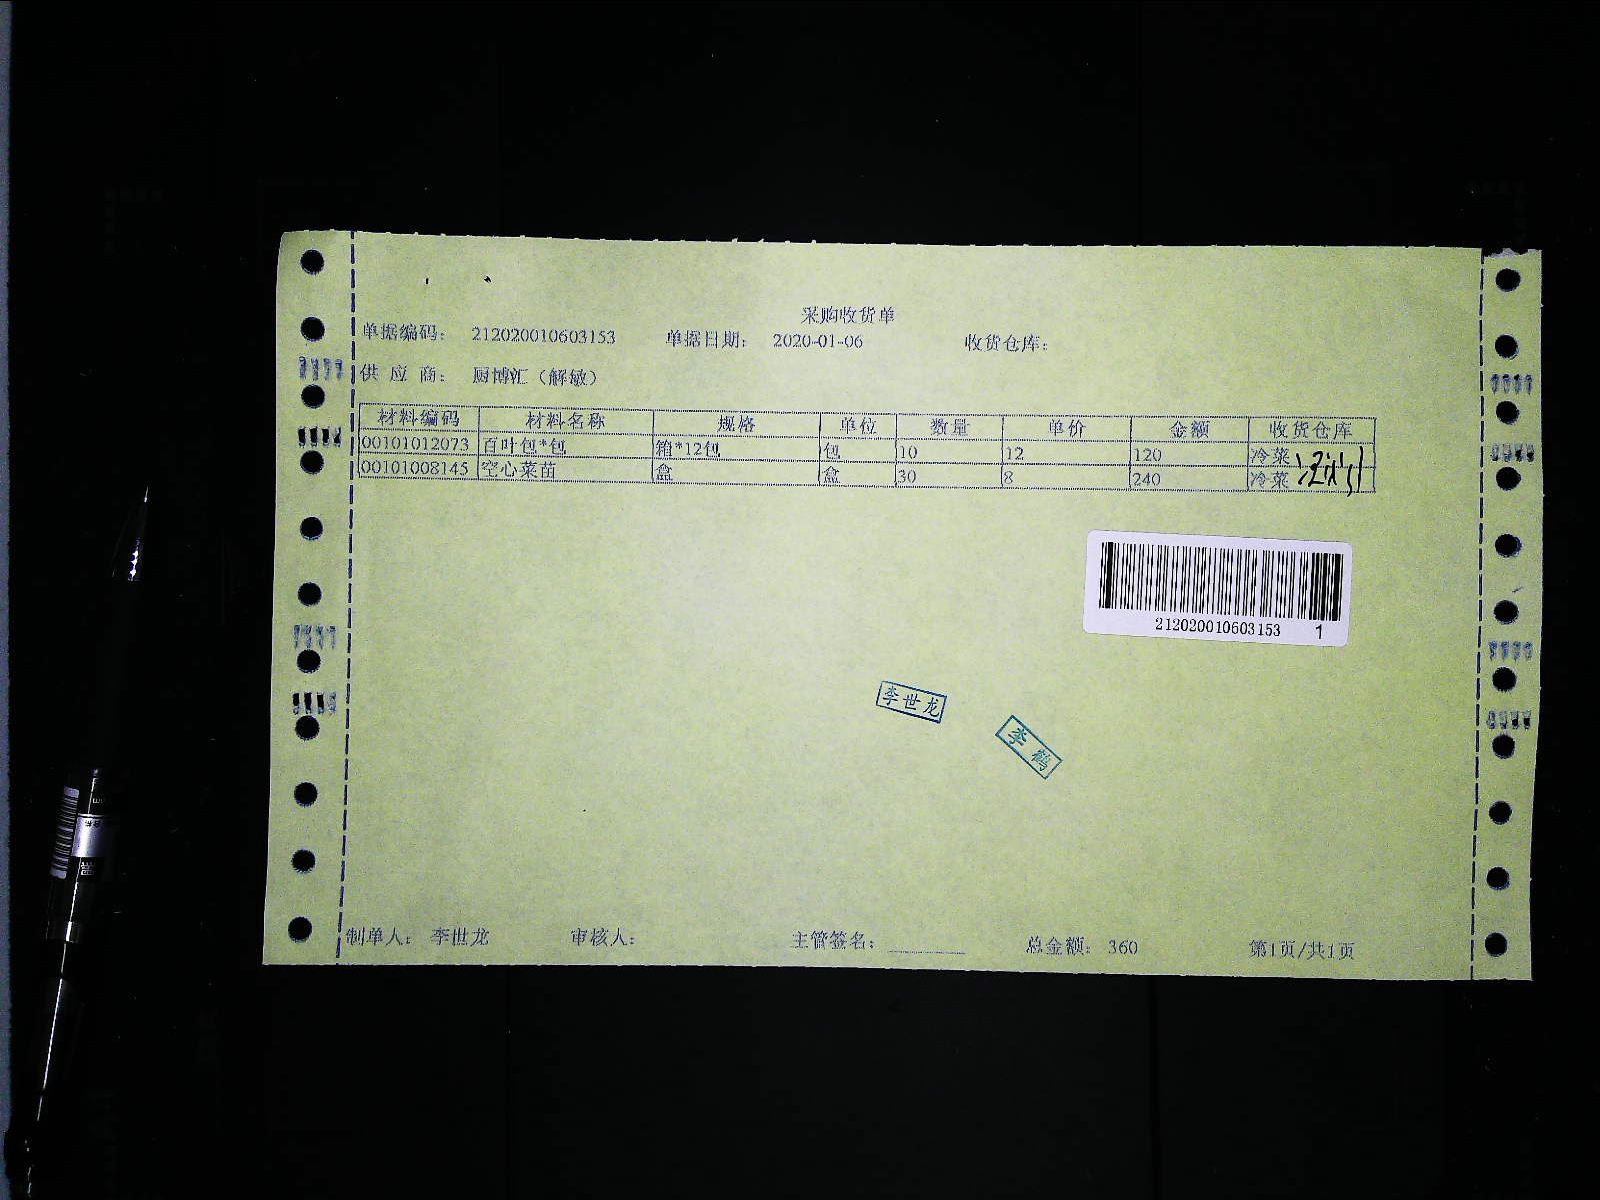 采购收货单
单据编码： 212020010603153 单据日期： 2020-01-06 收货仓库：
供 应 商： 厨博汇（解敏）
材料编码 材料名称 规格 单位 数量 单价 金额 收货仓库
00101012073 百叶包*包 箱*12包 包 10 12 120 冷菜
00101008145 空心菜苗 盒 盒 30 8 240 冷菜
212020010603153 1
李世龙
李鹤
制单人： 李世龙 审核人： 主管签名： 总金额： 360 第1页/共1页